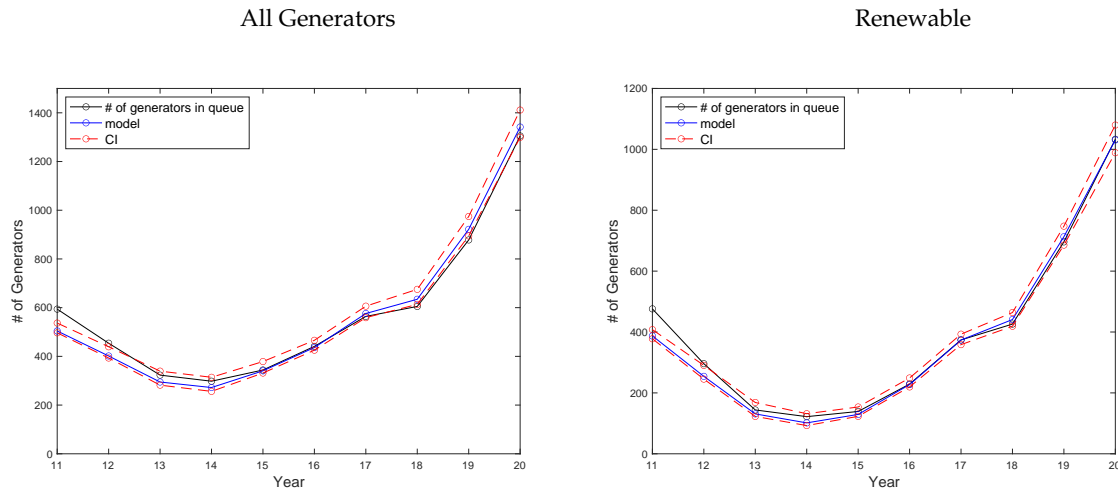 All Generators
Renewable
# of generators in queue
model
CI
# of Generators
1400
1200
1000
800
600
400
200
0
11 12 13 14 15 16 17 18 19 20
Year
# of generators in queue
model
CI
# of Generators
1200
1000
800
600
400
200
0
11 12 13 14 15 16 17 18 19 20
Year